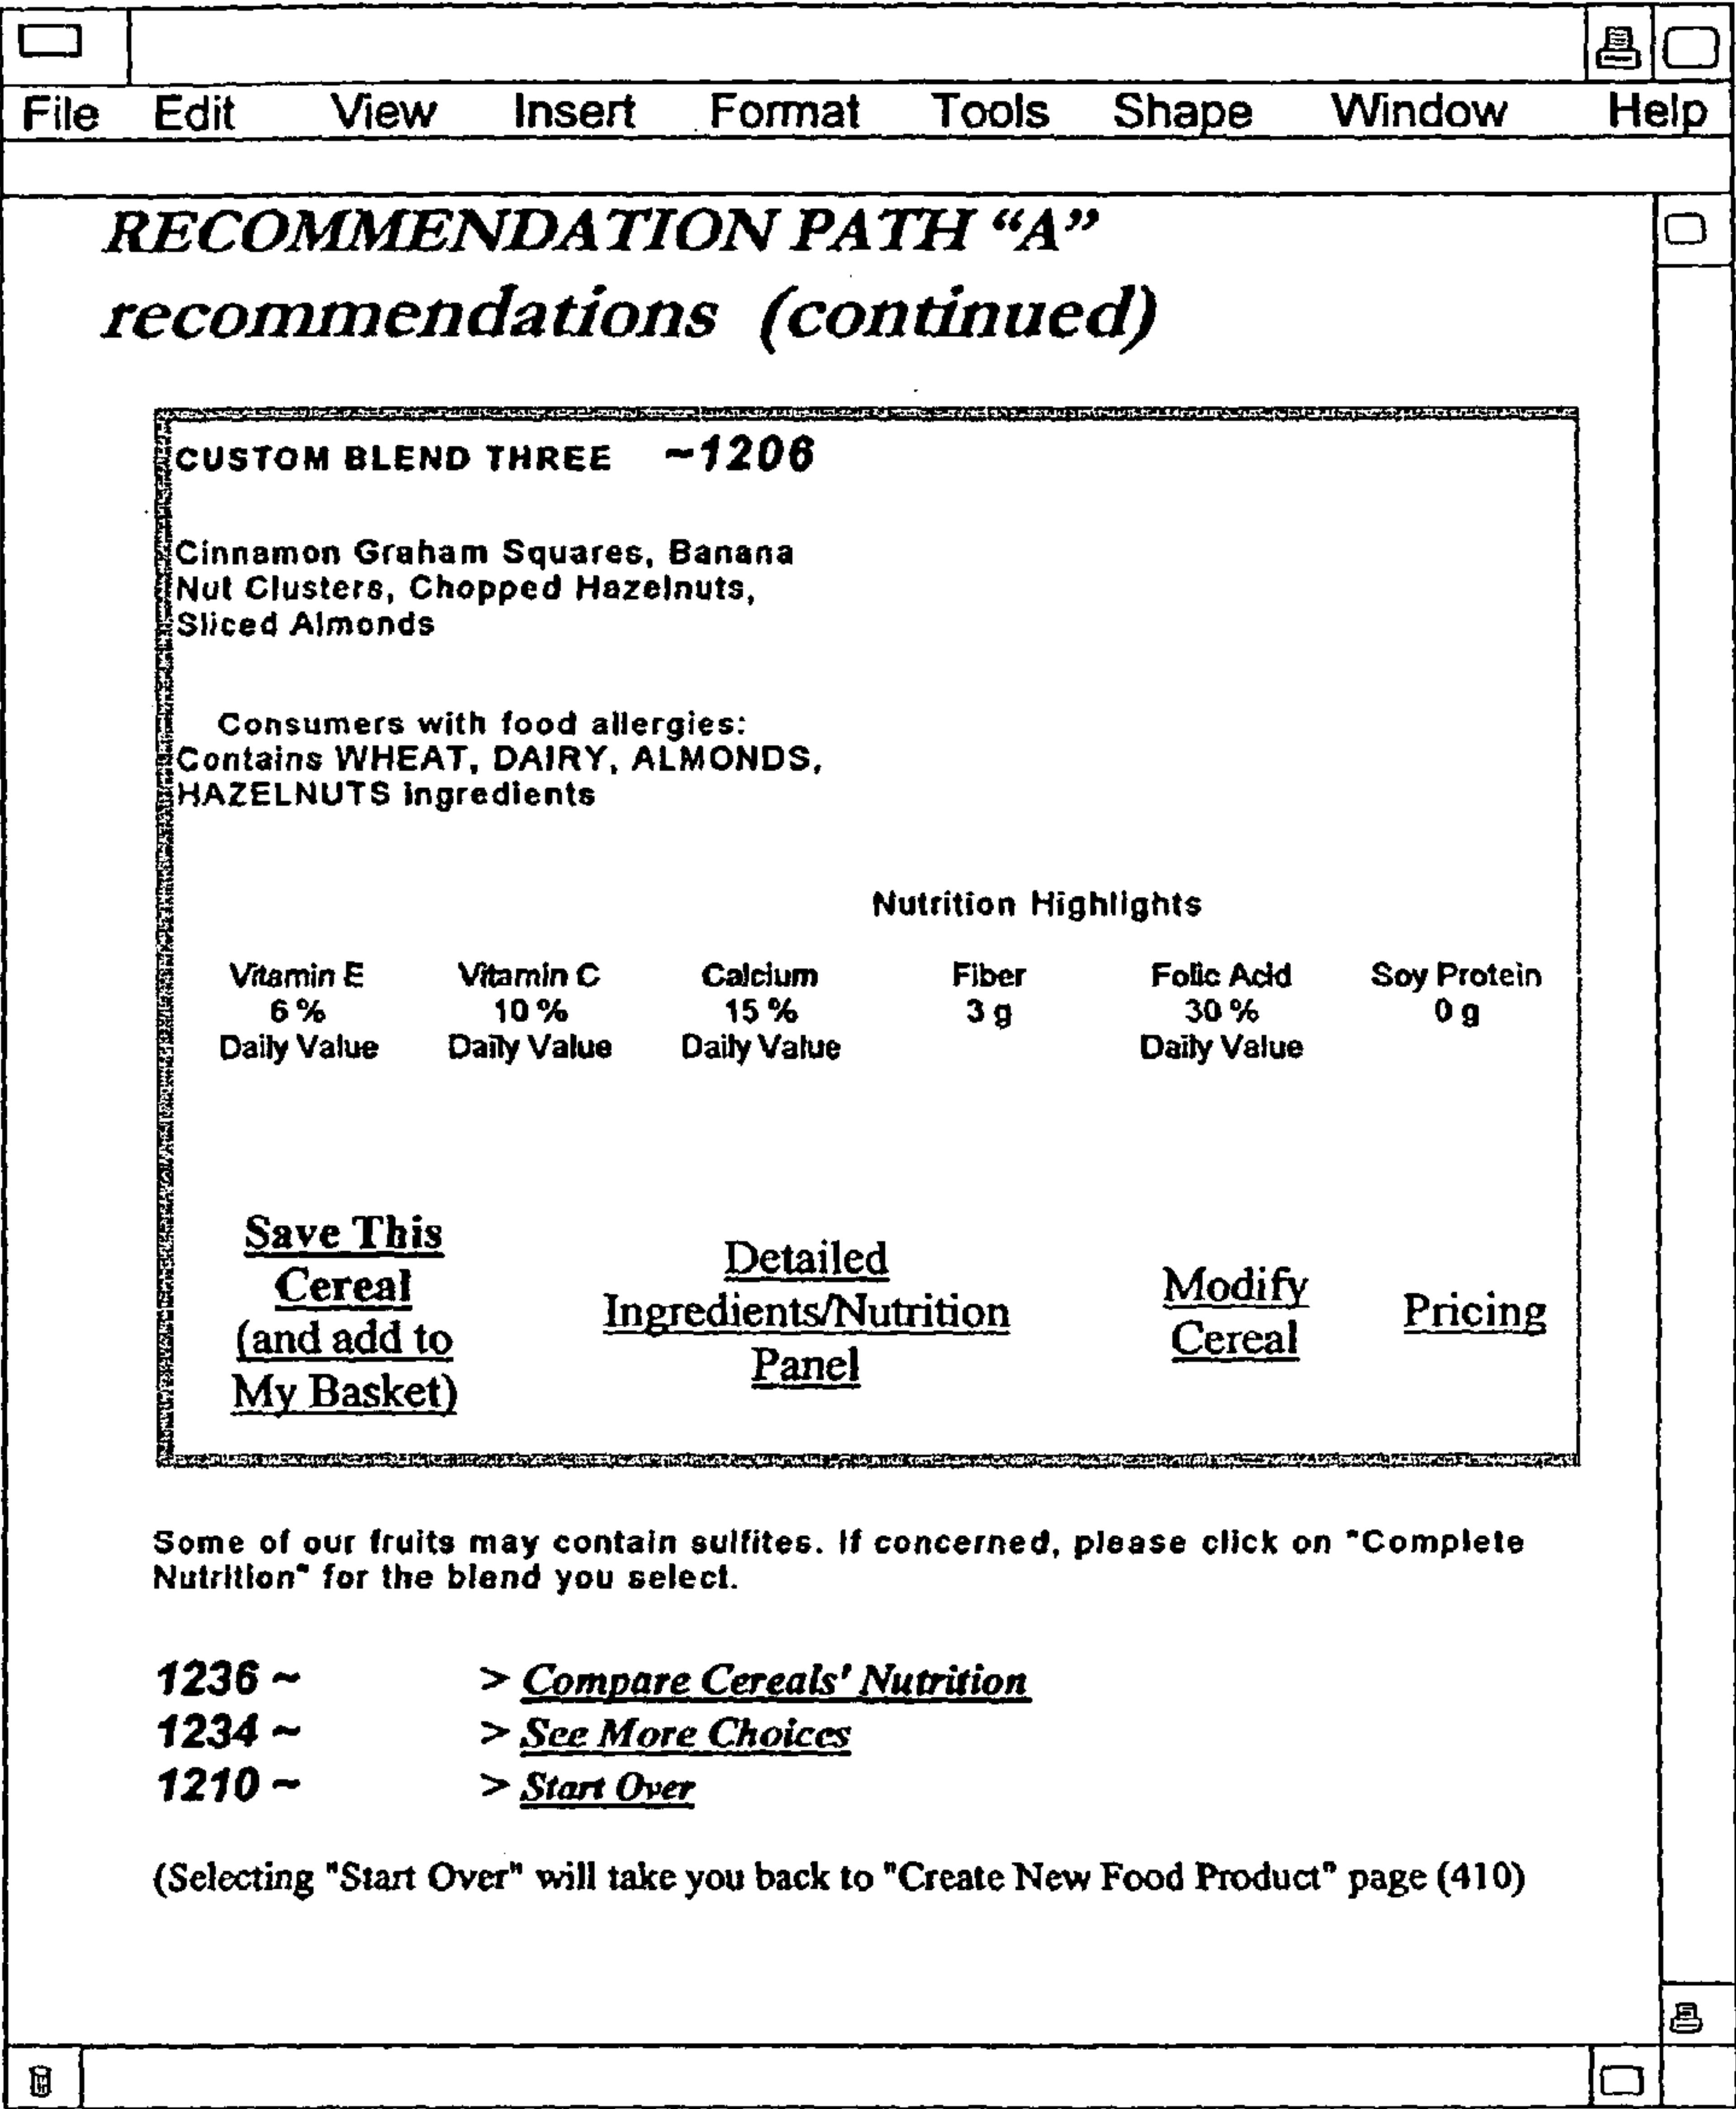 File Edit View Insert Format Tools Shape Window Help
RECOMMENDATION PATH “A”
recommendations (continued)
CUSTOM BLEND THREE ~1206
Cinnamon Graham Squares, Banana
Nut Clusters, Chopped Hazelnuts,
Sliced Almonds
Consumers with food allergies:
Contains WHEAT, DAIRY, ALMONDS,
HAZELNUTS ingredients
Nutrition Highlights
Vitamin E Vitamin C Calcium Fiber Folic Acid Soy Protein
6 % 10 % 15 % 3 g 30 % 0 g
Daily Value Daily Value Daily Value Daily Value
Save This
Cereal
(and add to
My Basket)
Detailed
Ingredients/Nutrition
Panel
Modify
Cereal
Pricing
Some of our fruits may contain sulfites. If concerned, please click on "Complete
Nutrition" for the blend you select.
1236 ~ > Compare Cereals' Nutrition
1234 ~ > See More Choices
1210 ~ > Start Over
(Selecting "Start Over" will take you back to "Create New Food Product" page (410)